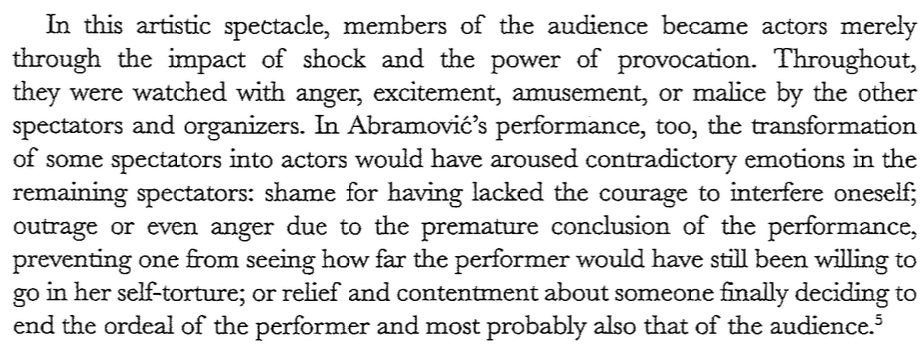 In this artistic spectacle, members of the audience became actors merely
through the impact of shock and the power of provocation. Throughout,
they were watched with anger, excitement, amusement, or malice by the other
spectators and organizers. In Abramović's performance, too, the transformation
of some spectators into actors would have aroused contradictory emotions in the
remaining spectators: shame for having lacked the courage to interfere oneself;
outrage or even anger due to the premature conclusion of the performance,
preventing one from seeing how far the performer would have still been willing to
go in her self-torture; or relief and contentment about someone finally deciding to
end the ordeal of the performer and most probably also that of the audience.⁵